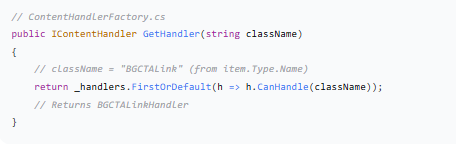 // ContentHandlerFactory.cs
public IContentHandler GetHandler(string className)
{
    // className = "BGCTALink" (from item.Type.Name)
    return _handlers.FirstOrDefault(h => h.CanHandle(className));
    // Returns BGCTALinkHandler
}